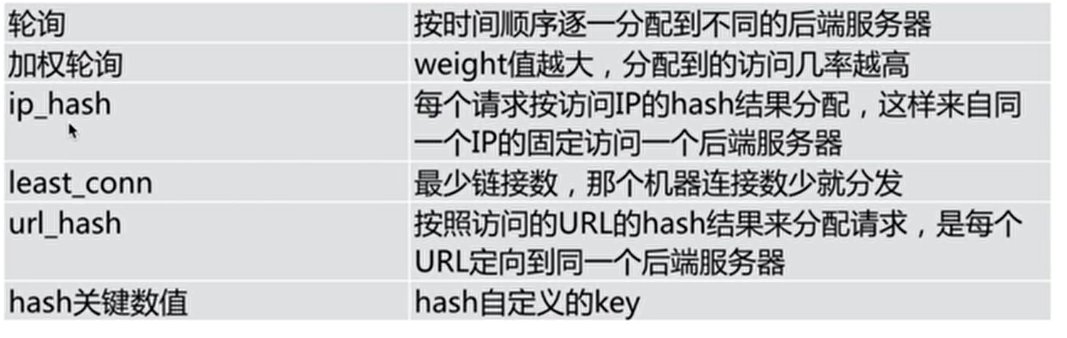 轮询 按时间顺序逐一分配到不同的后端服务器
加权轮询 weight值越大，分配到的访问几率越高
ip_hash 每个请求按访问IP的hash结果分配，这样来自同
一个IP的固定访问一个后端服务器
least_conn 最少链接数，那个机器连接数少就分发
url_hash 按照访问的URL的hash结果来分配请求，是每个
URL定向到同一个后端服务器
hash关键数值 hash自定义的key